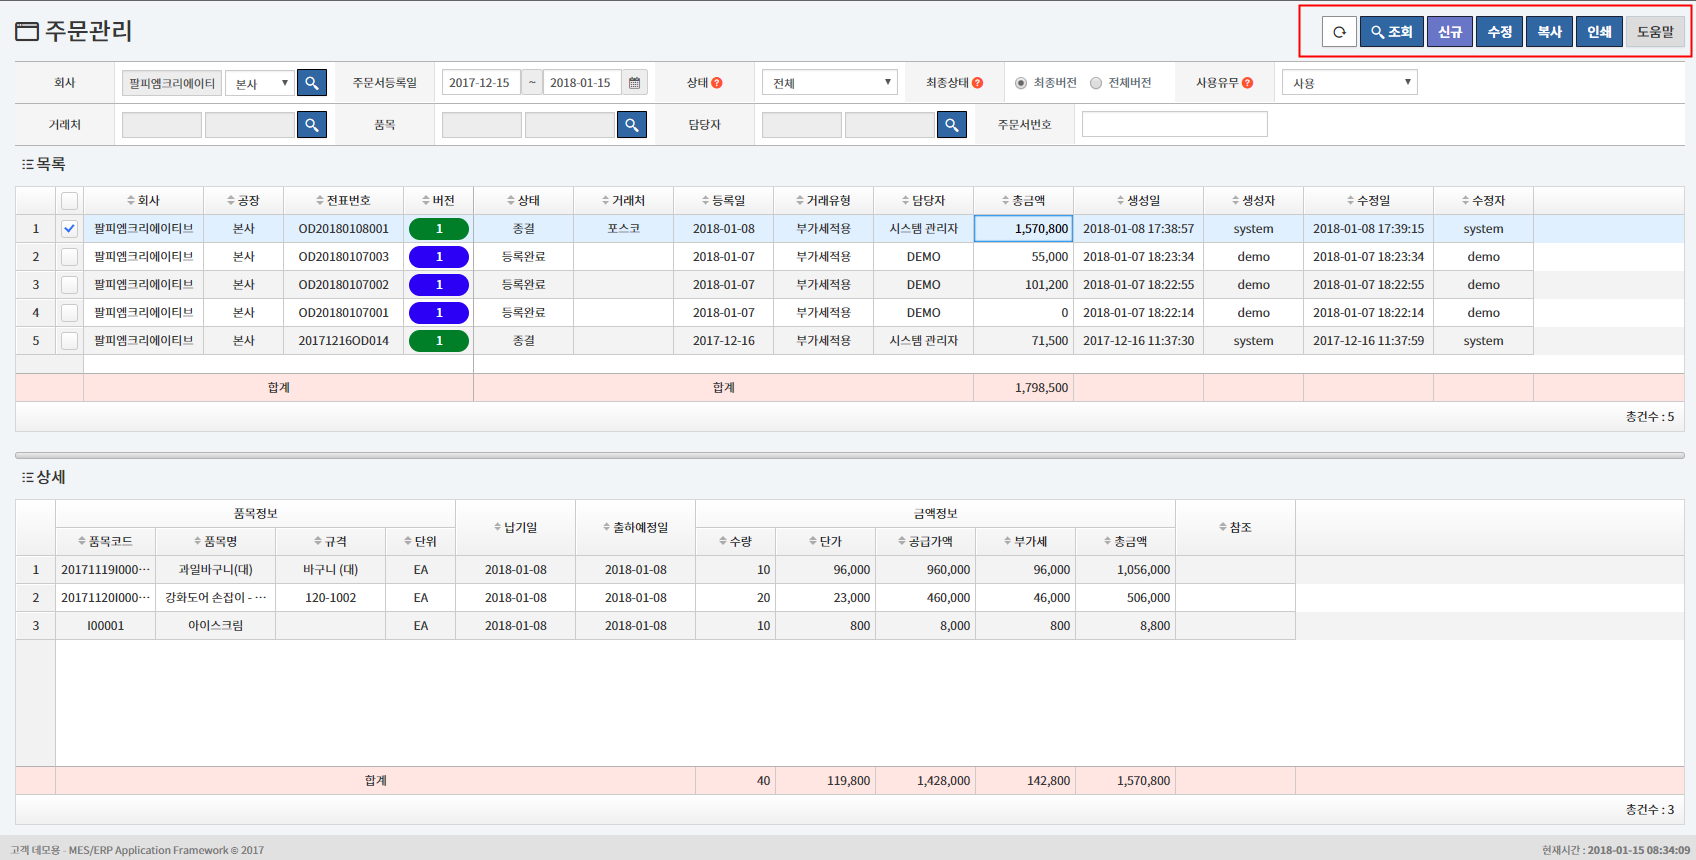 주문관리
조회 신규 수정 복사 인쇄 도움말
회사 팔피엠크리에이티 본사 주문서등록일 2017-12-15 ~ 2018-01-15 상태 ? 전체 최종상태 ? 최종버전 전체버전 사용유무 ? 사용
거래처 품목 담당자 주문서번호
목록
회사 공장 전표번호 버전 상태 거래처 등록일 거래유형 담당자 총금액 생성일 생성자 수정일 수정자
1 팔피엠크리에이티브 본사 OD20180108001 1 종결 포스코 2018-01-08 부가세적용 시스템 관리자 1,570,800 2018-01-08 17:38:57 system 2018-01-08 17:39:15 system
2 팔피엠크리에이티브 본사 OD20180107003 1 등록완료 2018-01-07 부가세적용 DEMO 55,000 2018-01-07 18:23:34 demo 2018-01-07 18:23:34 demo
3 팔피엠크리에이티브 본사 OD20180107002 1 등록완료 2018-01-07 부가세적용 DEMO 101,200 2018-01-07 18:22:55 demo 2018-01-07 18:22:55 demo
4 팔피엠크리에이티브 본사 OD20180107001 1 등록완료 2018-01-07 부가세적용 DEMO 0 2018-01-07 18:22:14 demo 2018-01-07 18:22:14 demo
5 팔피엠크리에이티브 본사 20171216OD014 1 종결 2017-12-16 부가세적용 시스템 관리자 71,500 2017-12-16 11:37:30 system 2017-12-16 11:37:59 system
합계 합계 1,798,500
총건수 : 5
상세
품목정보 납기일 출하예정일 금액정보 참조
품목코드 품목명 규격 단위 수량 단가 공급가액 부가세 총금액
1 20171119I000··· 과일바구니(대) 바구니 (대) EA 2018-01-08 2018-01-08 10 96,000 960,000 96,000 1,056,000
2 20171120I000··· 강화도어 손잡이 - ··· 120-1002 EA 2018-01-08 2018-01-08 20 23,000 460,000 46,000 506,000
3 I00001 아이스크림 EA 2018-01-08 2018-01-08 10 800 8,000 800 8,800
합계 40 119,800 1,428,000 142,800 1,570,800
총건수 : 3
고객 데모용 - MES/ERP Application Framework © 2017 현재시간 : 2018-01-15 08:34:09